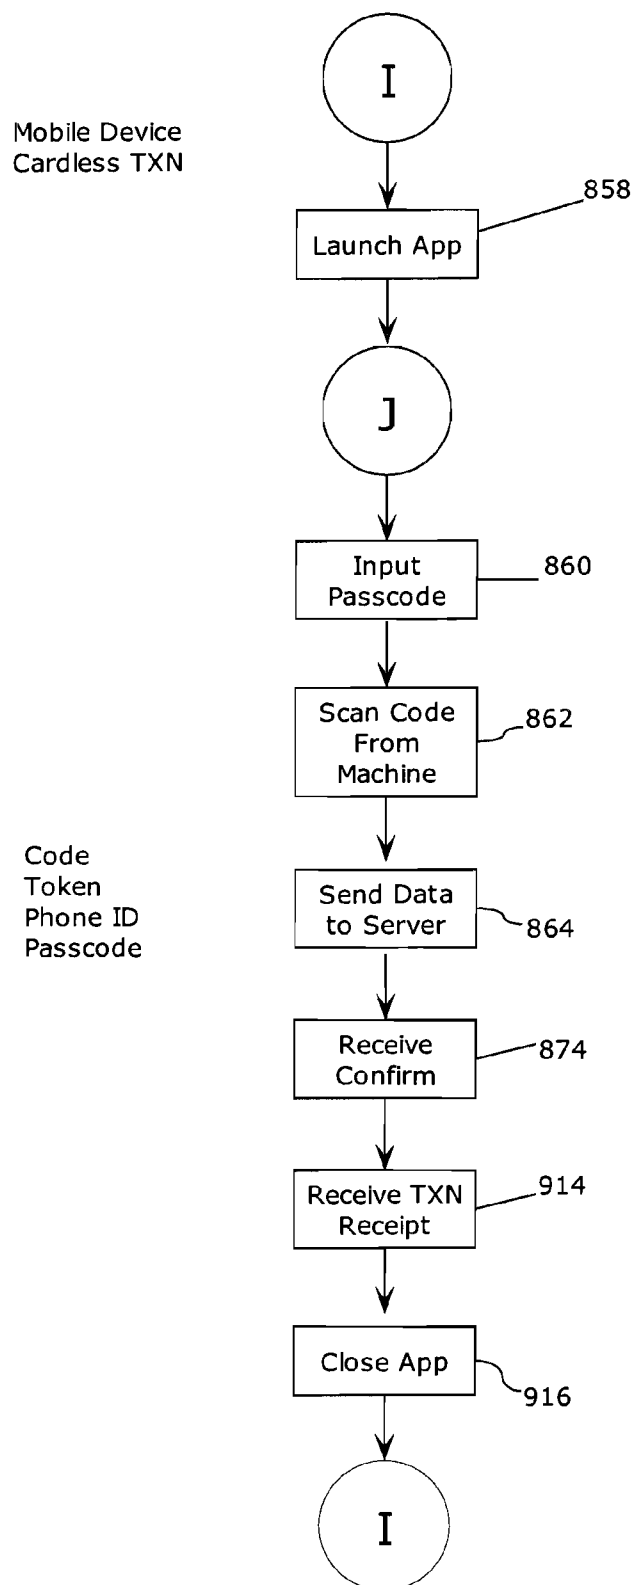 I
Mobile Device
Cardless TXN
858
Launch App
J
Input
Passcode
860
Scan Code
From
Machine
862
Code
Token
Phone ID
Passcode
Send Data
to Server
864
Receive
Confirm
874
Receive TXN
Receipt
914
Close App
916
I